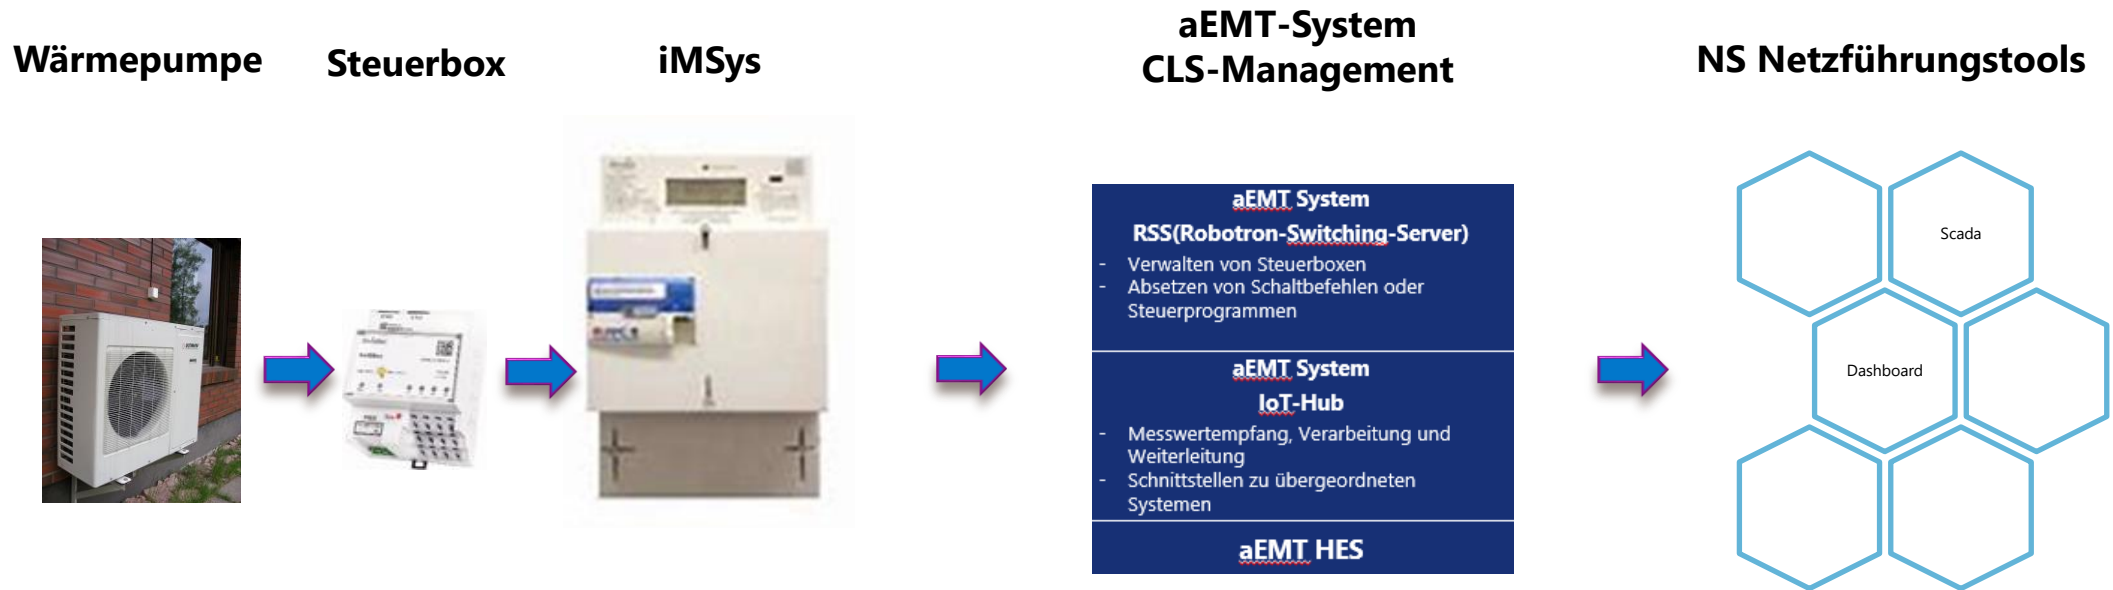 Wärmepumpe
Steuerbox
iMSys
aEMT-System
CLS-Management
NS Netzführungstools
aEMT System
RSS(Robotron-Switching-Server)
- Verwalten von Steuerboxen
- Absetzen von Schaltbefehlen oder
Steuerprogrammen
aEMT System
IoT-Hub
- Messwertempfang, Verarbeitung und
Weiterleitung
- Schnittstellen zu übergeordneten
Systemen
aEMT HES
Scada
Dashboard